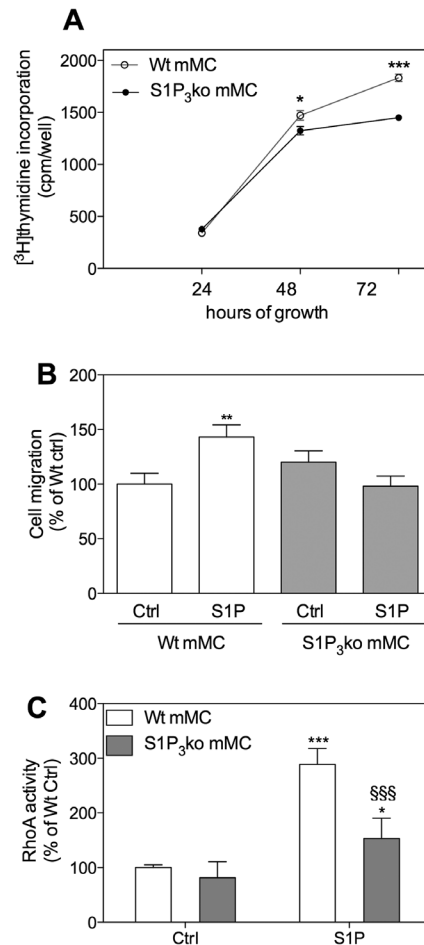 A
[³H]thymidine incorporation
(cpm/well)
2000
1500
1000
500
0
Wt mMC
S1P₃ko mMC
*
***
24 48 72
hours of growth
B
Cell migration
(% of Wt ctrl)
200
150
100
50
0
**
Ctrl S1P Ctrl S1P
Wt mMC S1P₃ko mMC
C
RhoA activity
(% of Wt Ctrl)
400
300
200
100
0
Wt mMC
S1P₃ko mMC
***
§§§
*
Ctrl S1P